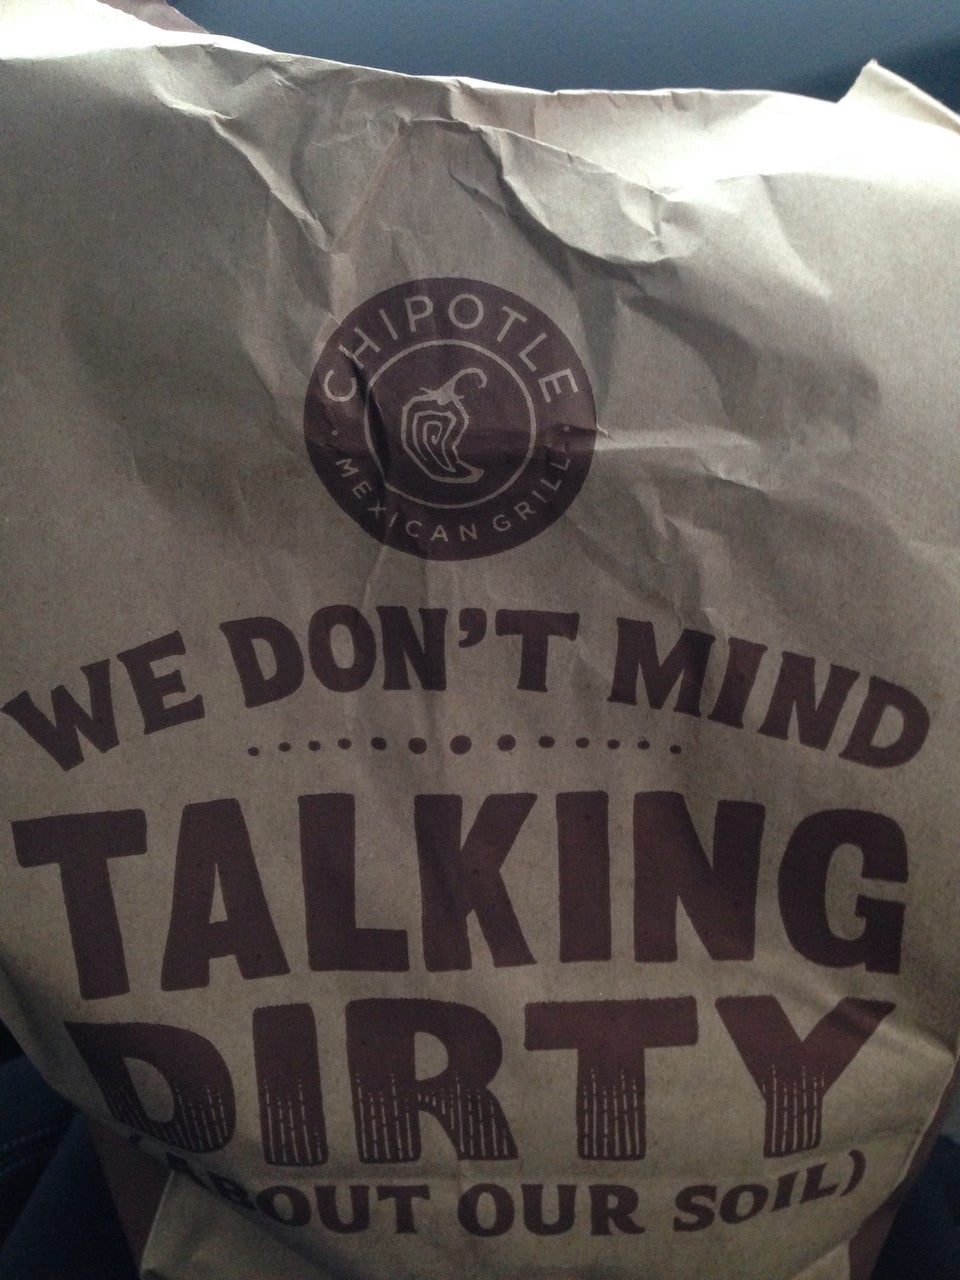 CHIPOTLE
MEXICAN GRILL
WE DON'T MIND
TALKING
DIRTY
(ABOUT OUR SOIL)